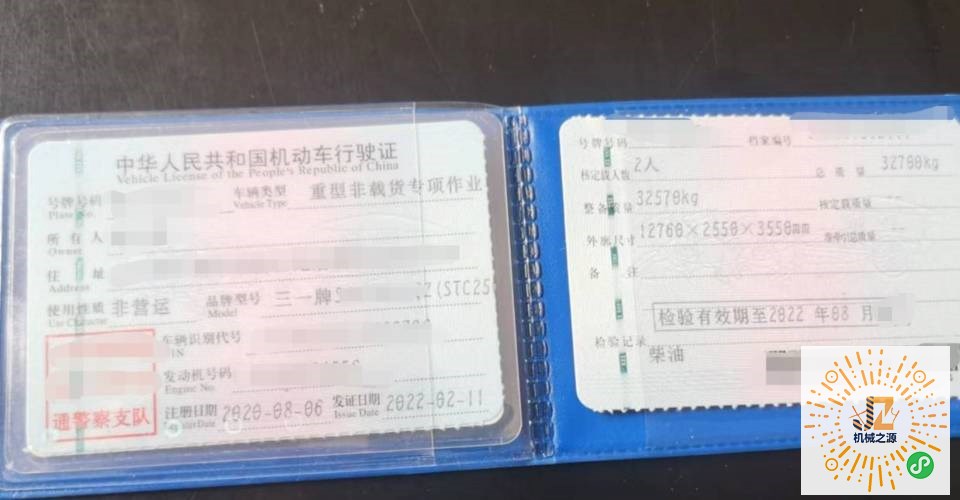 中华人民共和国机动车行驶证
Vehicle License of the People's Republic of China
号牌号码
Plate No.
车辆类型 重型非载货专项作业
Vehicle Type
所有人
Owner
住址
Address
使用性质 非营运
Use Character
品牌型号 三一牌
Model
(STC25
车辆识别代号
VIN
发动机号码
Engine No.
通警察支队
注册日期 2020-08-06
Register Date
发证日期 2022-02-11
Issue Date
号牌号码
档案编号
核定载人数 2人
总质量 32700kg
整备质量 32570kg
核定载质量
外廓尺寸 12760×2550×3550mm
准牵引总质量 --
备注
检验有效期至2022年08月
检验记录
柴油
机械之源